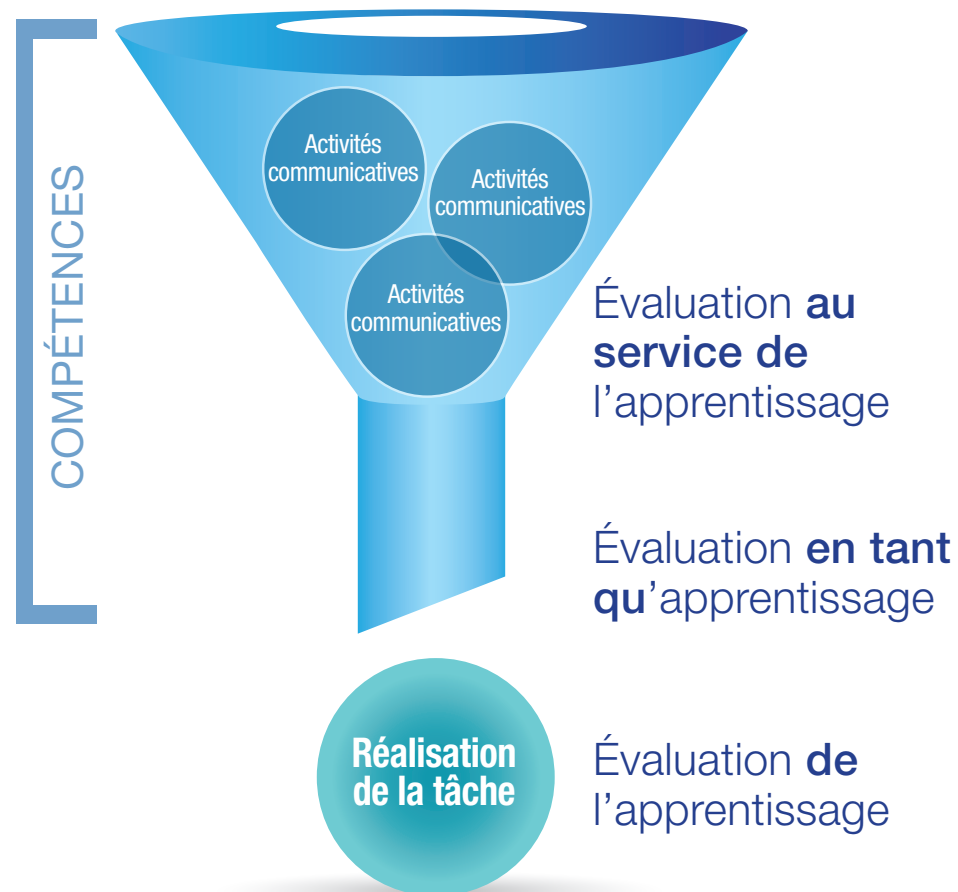 COMPÉTENCES
Activités
communicatives
Activités
communicatives
Activités
communicatives
Évaluation au
service de
l’apprentissage
Évaluation en tant
qu’apprentissage
Réalisation
de la tâche
Évaluation de
l’apprentissage